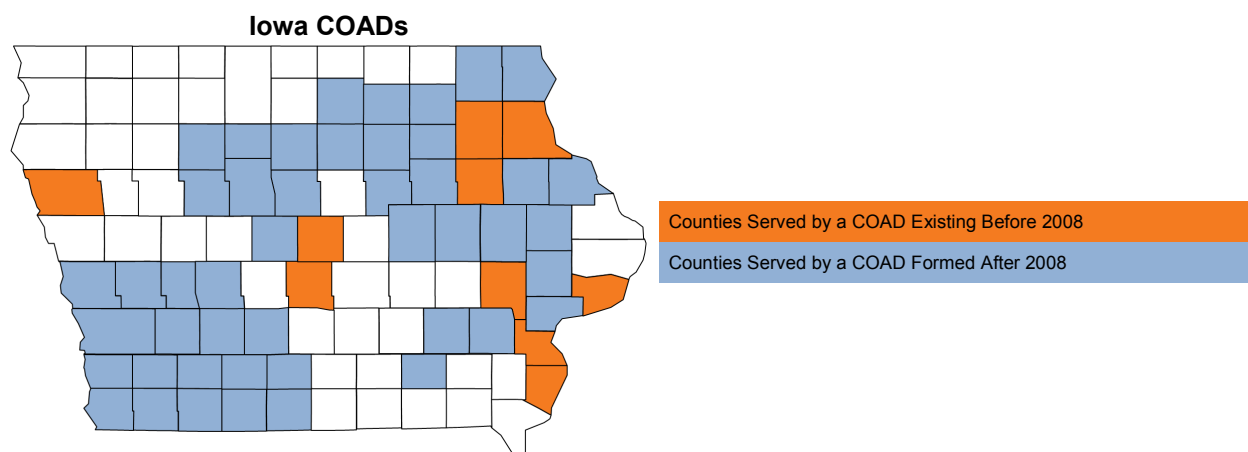 Iowa COADs
Counties Served by a COAD Existing Before 2008
Counties Served by a COAD Formed After 2008